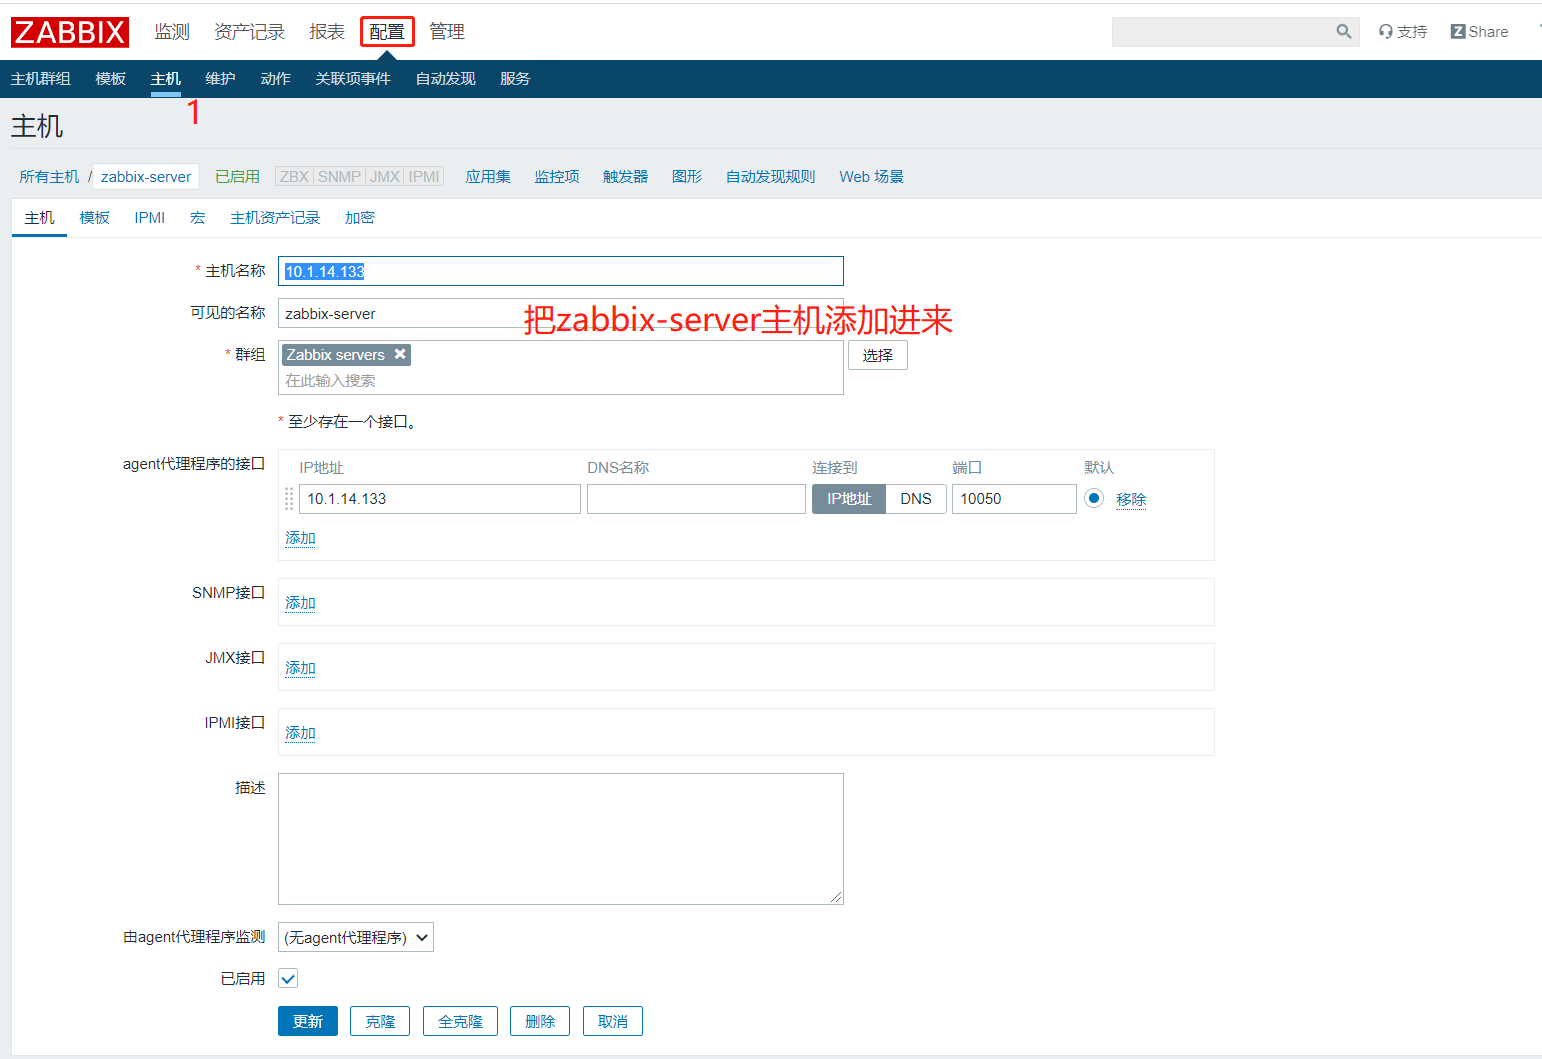 ZABBIX 监测 资产记录 报表 配置 管理 支持 Z Share
主机群组 模板 主机 维护 动作 关联项事件 自动发现 服务
1
主机
所有主机 / zabbix-server 已启用 ZBX SNMP JMX IPMI 应用集 监控项 触发器 图形 自动发现规则 Web 场景
主机 模板 IPMI 宏 主机资产记录 加密
* 主机名称 10.1.14.133
可见的名称 zabbix-server
把zabbix-server主机添加进来
* 群组 Zabbix servers ✖ 选择
在此输入搜索
* 至少存在一个接口。
agent代理程序的接口 IP地址 DNS名称 连接到 端口 默认
10.1.14.133 IP地址 DNS 10050 移除
添加
SNMP接口 添加
JMX接口 添加
IPMI接口 添加
描述
由agent代理程序监测 (无agent代理程序)
已启用
更新 克隆 全克隆 删除 取消